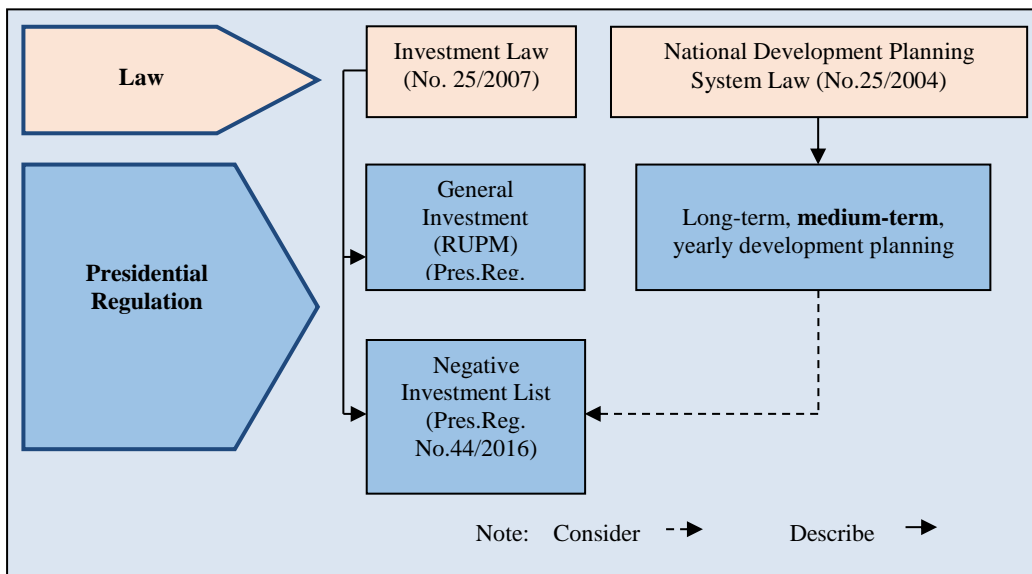 Law
Investment Law
(No. 25/2007)
National Development Planning
System Law (No.25/2004)
Presidential
Regulation
General
Investment
(RUPM)
(Pres.Reg.
Long-term, medium-term,
yearly development planning
Negative
Investment List
(Pres.Reg.
No.44/2016)
Note: Consider Describe